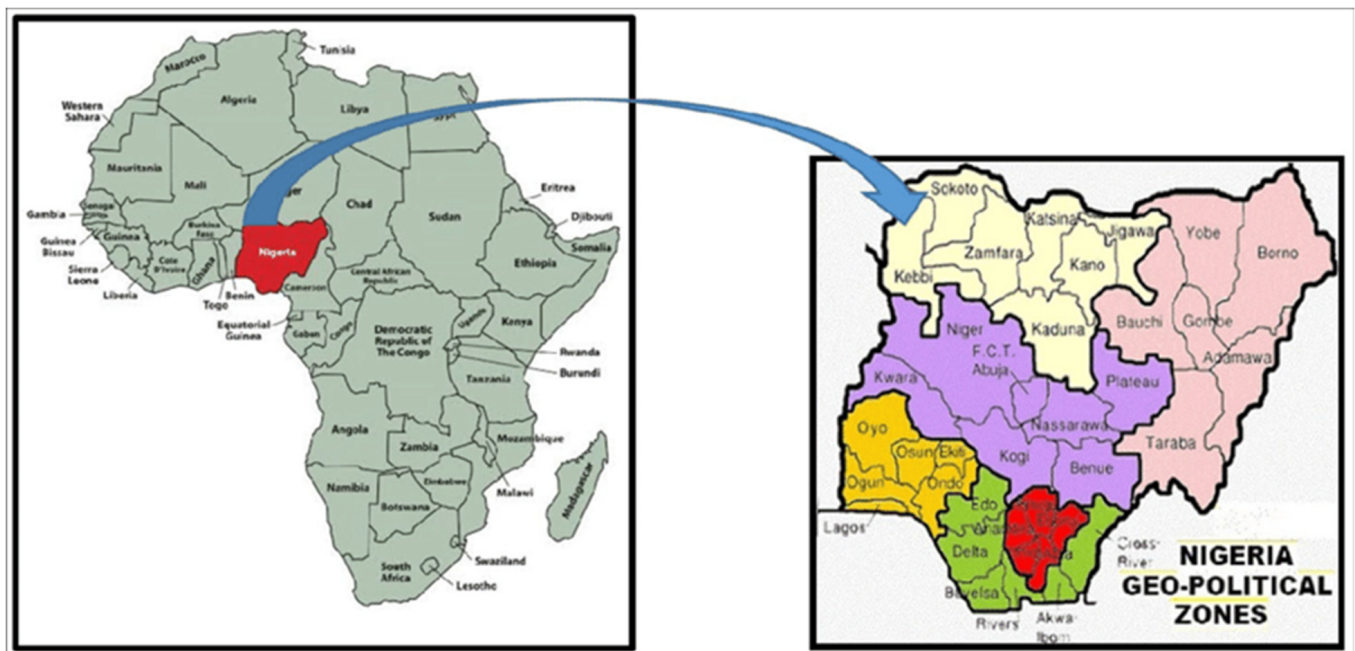 Tunisia
Marocco
Algeria
Libya
Western
Sahara
Mauritania
Mali
Chad
Sudan
Eritrea
Djibouti
Gambia
Guinea
Bissau
Guinea
Burkina
Faso
Nigeria
Ethiopia
Somalia
Sierra
Leone
Cote
D'Ivoire
Ghana
Central African
Republic
Liberia
Togo
Benin
Cameroon
Equatorial
Guinea
Gabon
Congo
Democratic
Republic of
The Congo
Uganda
Kenya
Rwanda
Burundi
Tanzania
Angola
Zambia
Mozambique
Malawi
Zimbabwe
Namibia
Botswana
Madagascar
Swaziland
South
Africa
Lesotho
Sokoto
Katsina
Jigawa
Yobe
Borno
Zamfara
Kano
Kebbi
Niger
Kaduna
Bauchi
Gombe
F.C.T.
Abuja
Adamawa
Kwara
Plateau
Nassarawa
Oyo
Taraba
Osun
Ekiti
Kogi
Benue
Ogun
Ondo
Edo
Lagos
Delta
Cross-
River
Bayelsa
Rivers
Akwa-
Ibom
NIGERIA
GEO-POLITICAL
ZONES